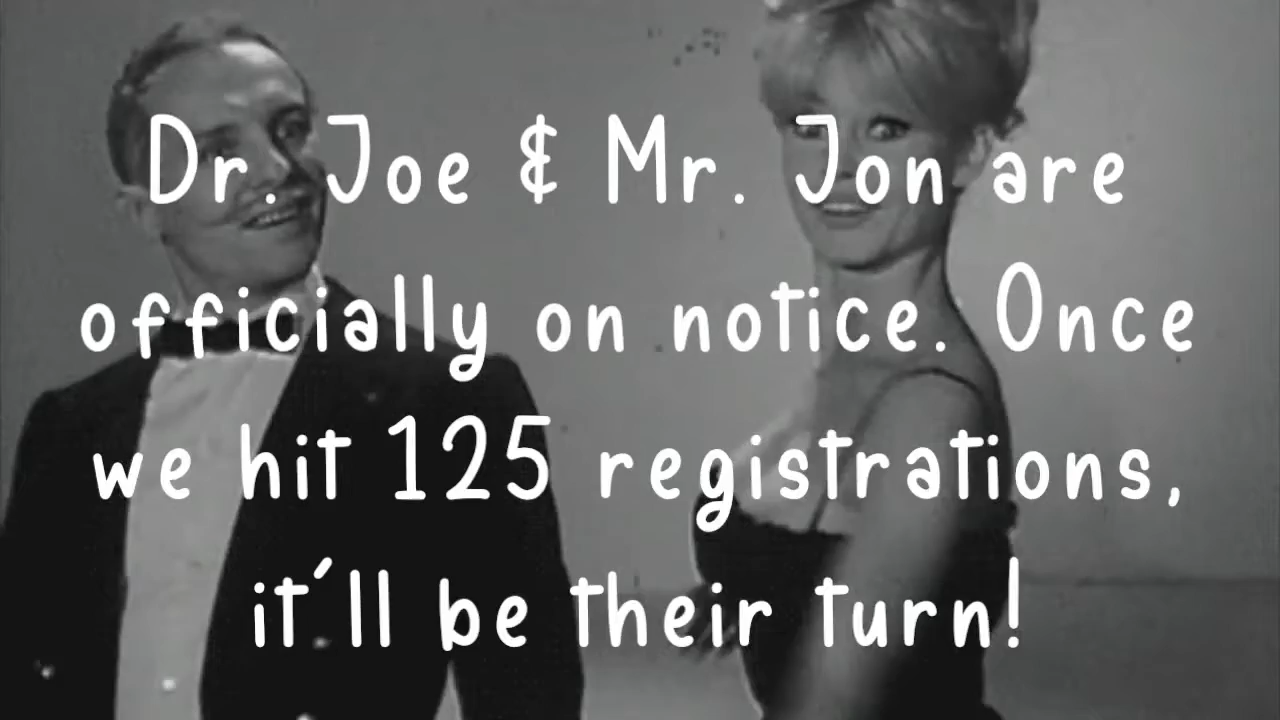 Dr. Joe & Mr. Jon are
officially on notice. Once
we hit 125 registrations,
it'll be their turn!